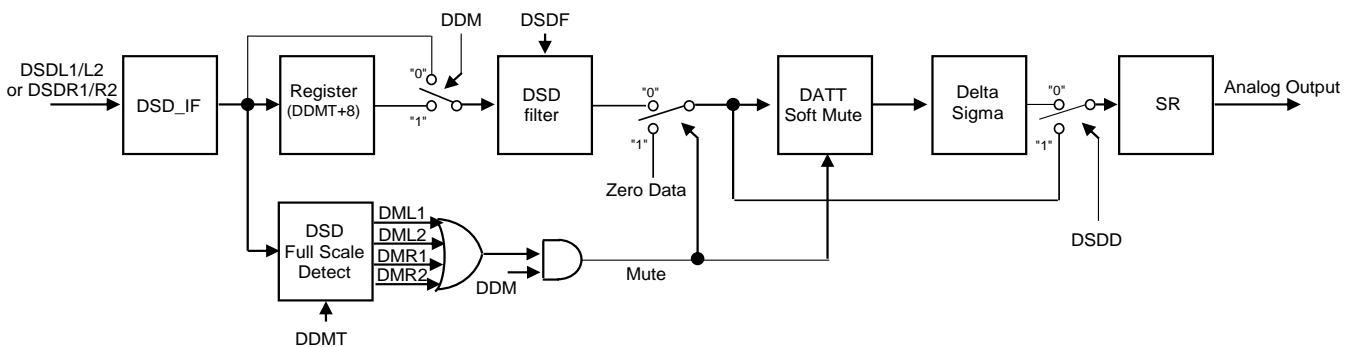 DDM
DSDF
DSDL1/L2
or DSDR1/R2
DSD_IF
Register
(DDMT+8)
"0"
"1"
DSD
filter
"0"
"1"
Zero Data
DATT
Soft Mute
Delta
Sigma
"0"
"1"
SR
Analog Output
DSDD
DSD
Full Scale
Detect
DML1
DML2
DMR1
DMR2
DDM
Mute
DDMT